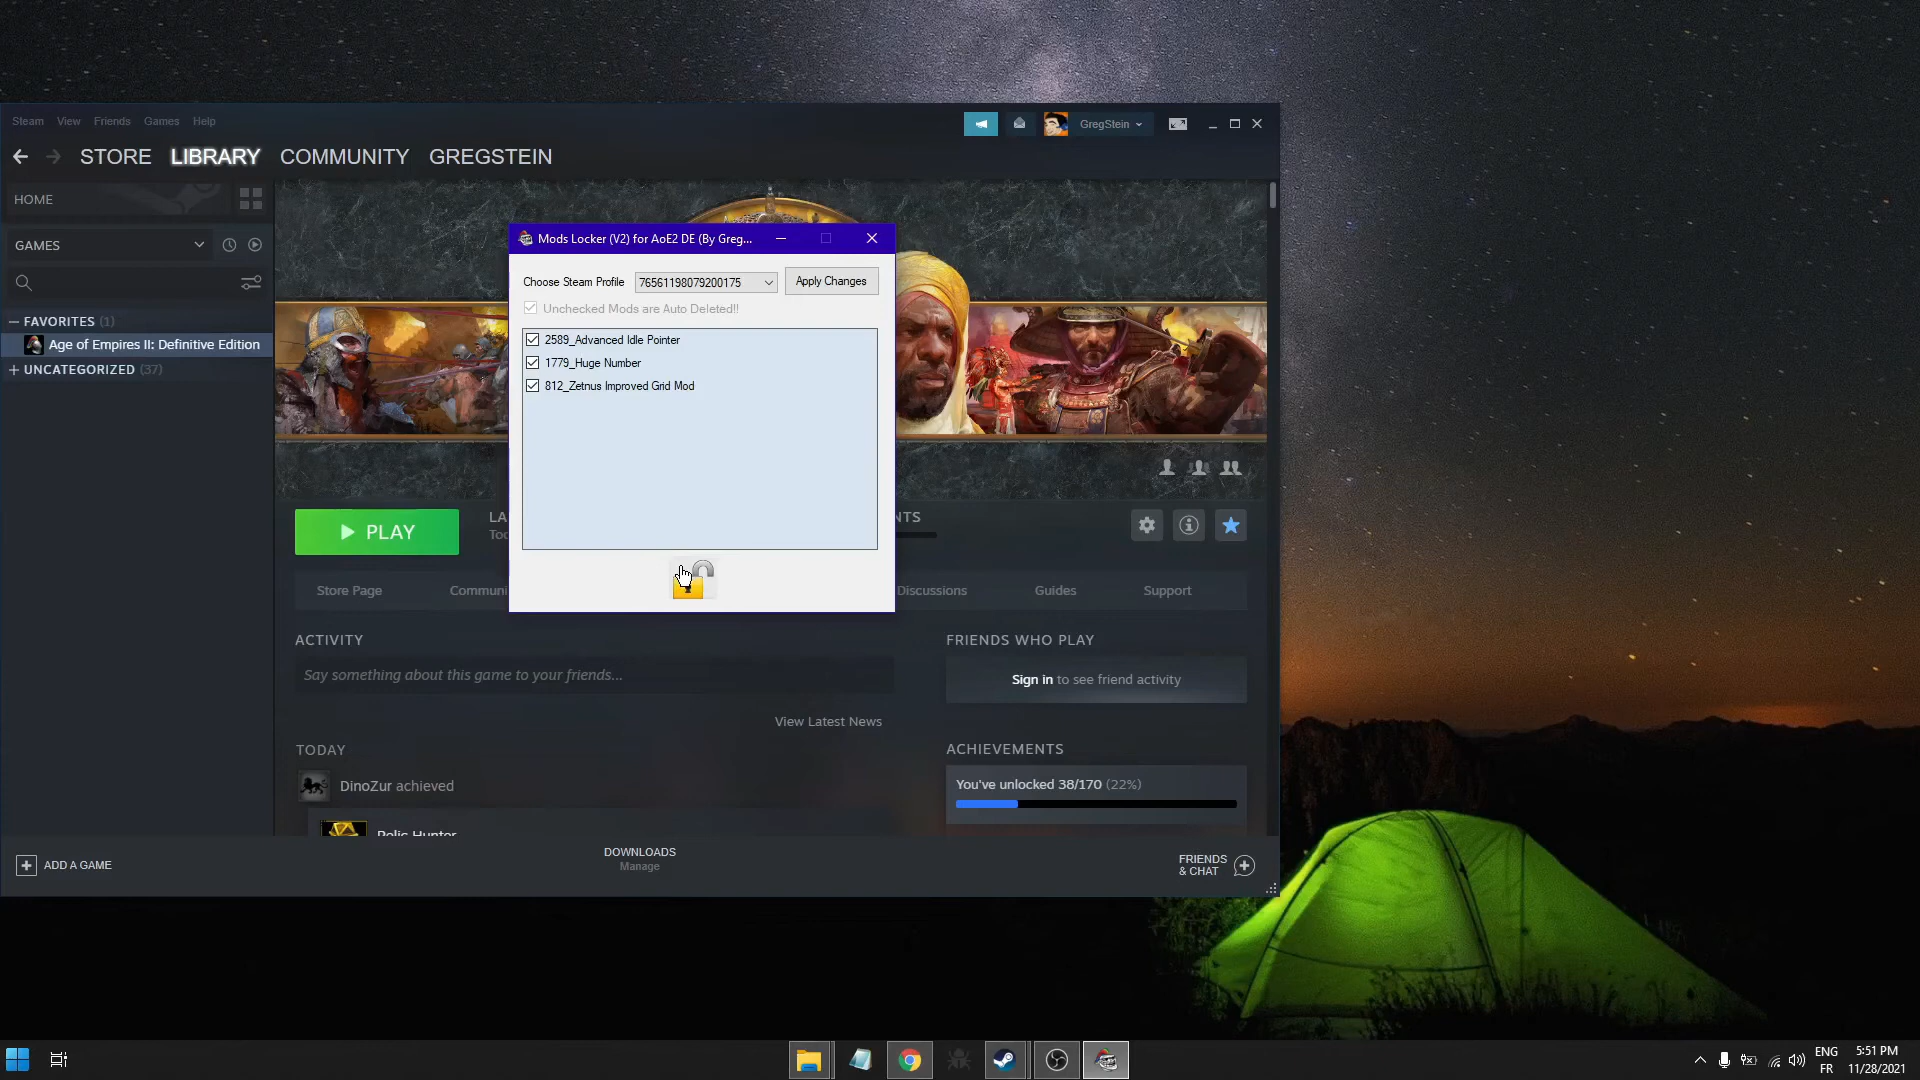 Steam View Friends Games Help
GregStein
STORE LIBRARY COMMUNITY GREGSTEIN
HOME
GAMES
FAVORITES (1)
Age of Empires II: Definitive Edition
UNCATEGORIZED (37)
Mods Locker (V2) for AoE2 DE (By Greg...
Choose Steam Profile 76561198079200175 Apply Changes
Unchecked Mods are Auto Deleted!!
2589_Advanced Idle Pointer
1779_Huge Number
812_Zetnus Improved Grid Mod
PLAY
Store Page Discussions Guides Support
ACTIVITY
Say something about this game to your friends...
View Latest News
TODAY
DinoZur achieved
Relic Hunter
FRIENDS WHO PLAY
Sign in to see friend activity
ACHIEVEMENTS
You've unlocked 38/170 (22%)
ADD A GAME
DOWNLOADS
Manage
FRIENDS
& CHAT
ENG
FR
5:51 PM
11/28/2021